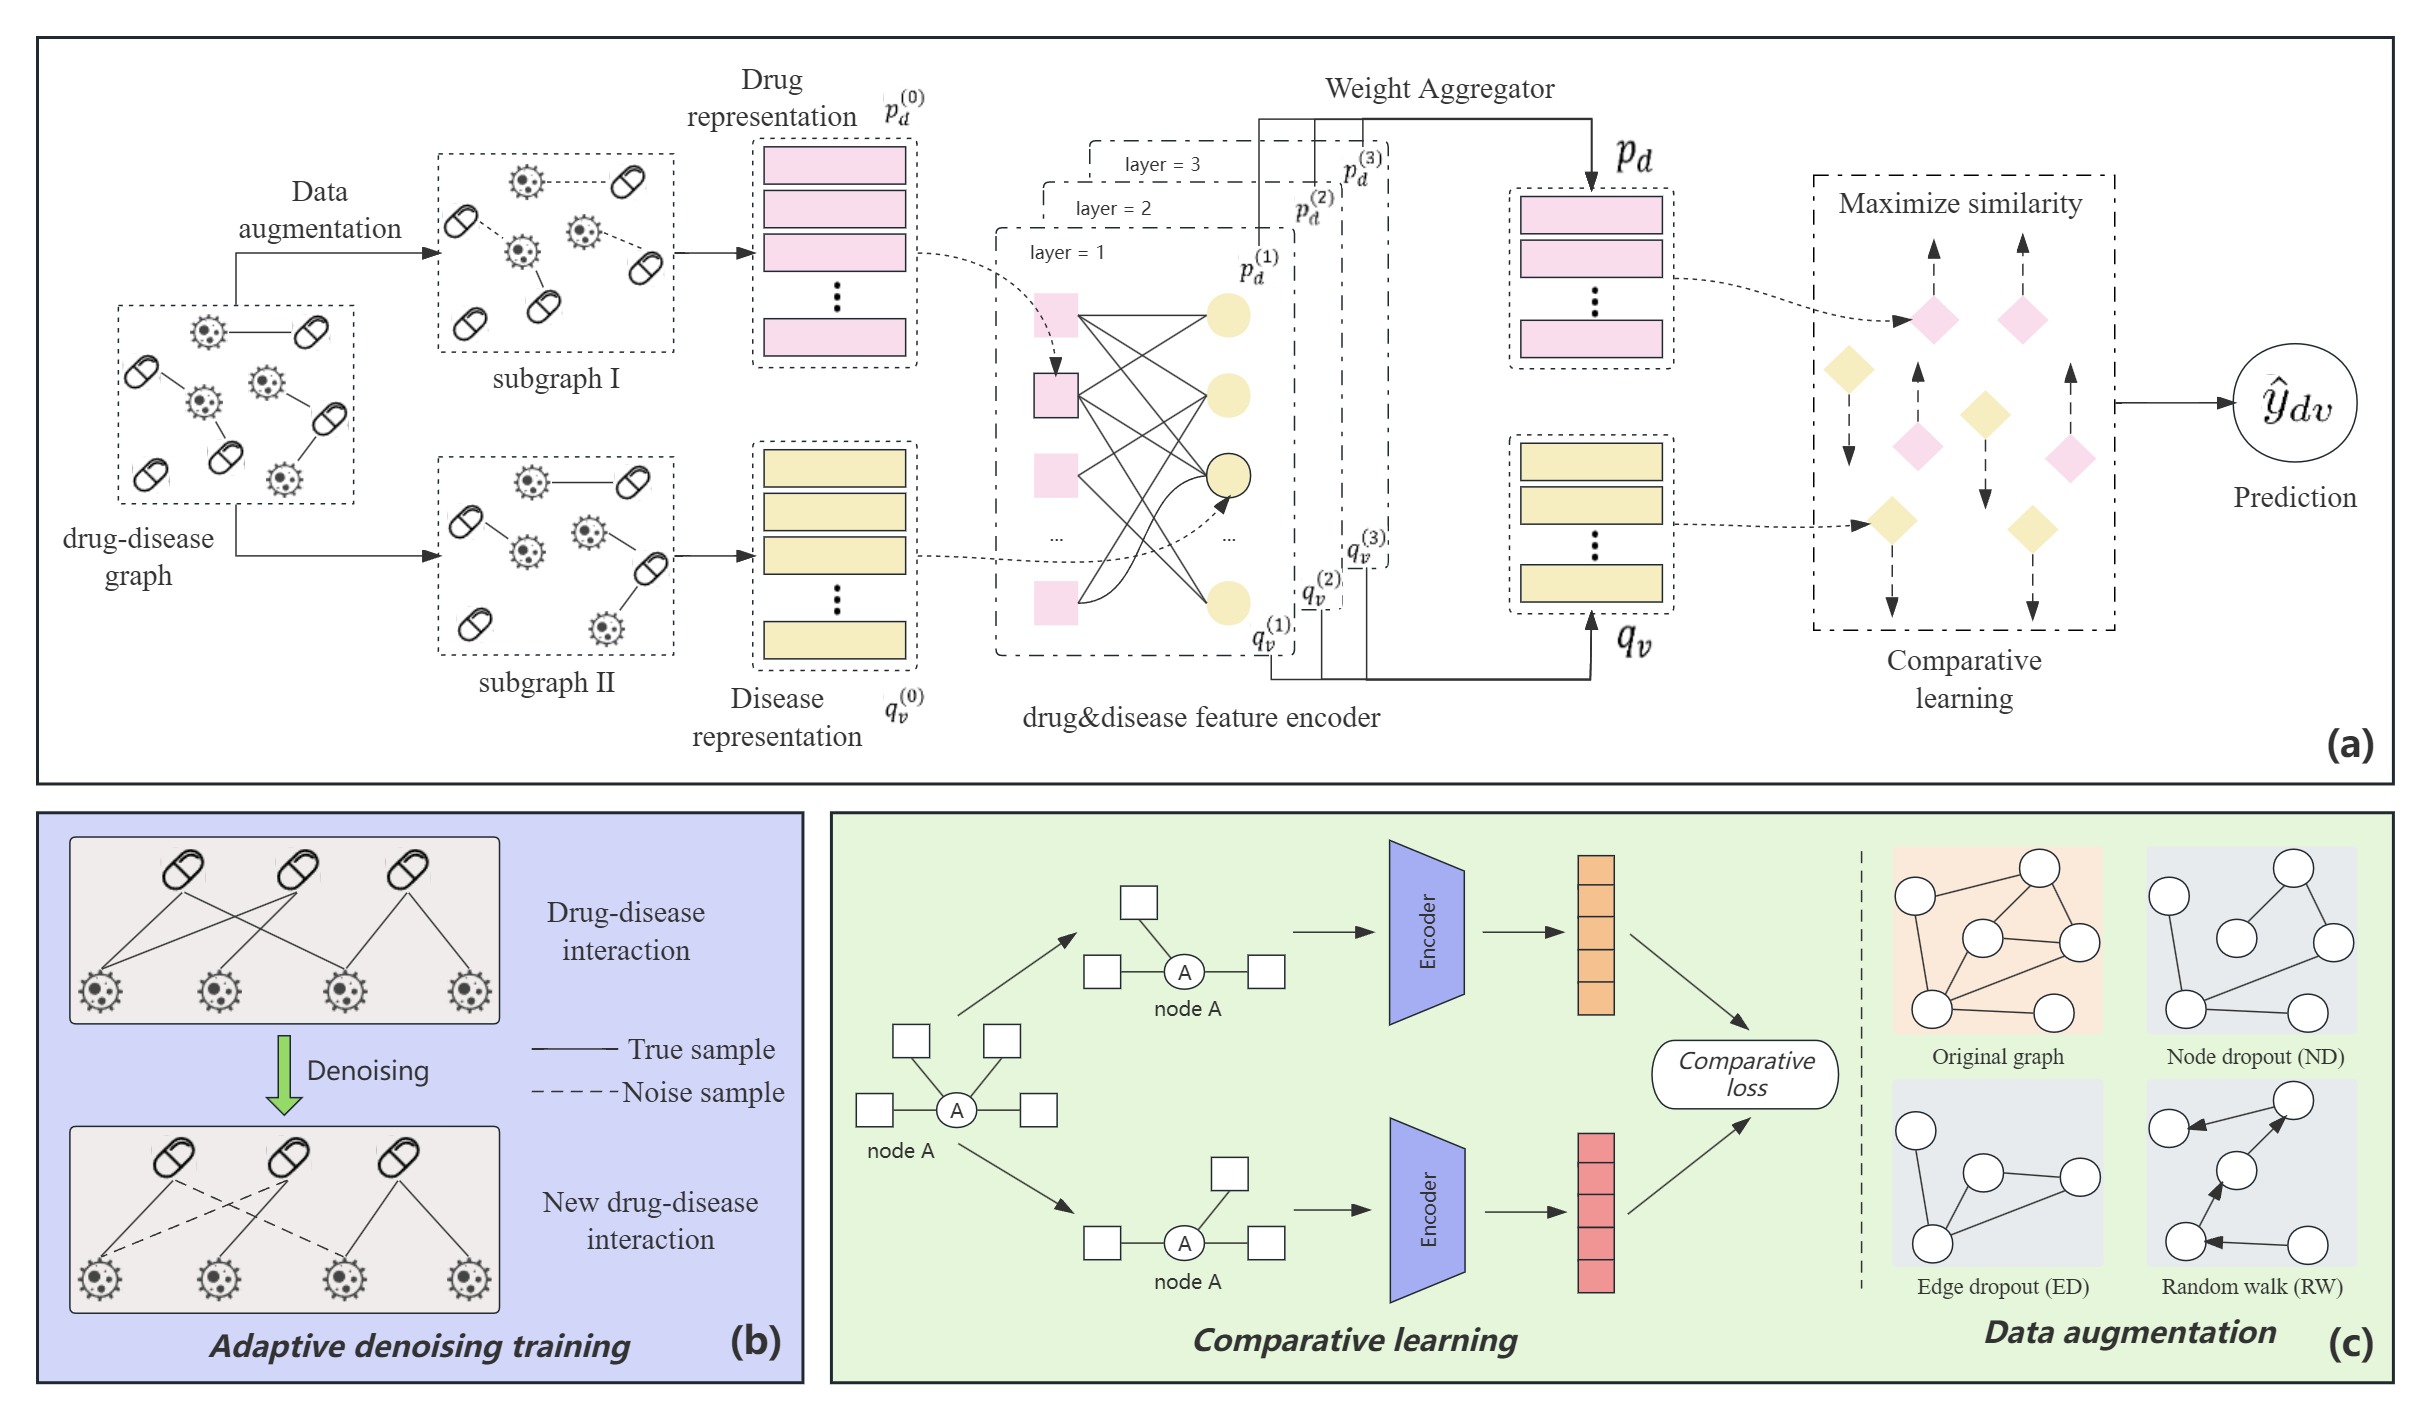 Data
augmentation
drug-disease
graph
subgraph I
subgraph II
Drug
representation
p_d^(0)
Disease
representation
q_v^(0)
Weight Aggregator
layer = 3
layer = 2
layer = 1
p_d^(3)
p_d^(2)
p_d^(1)
...
...
q_v^(3)
q_v^(2)
q_v^(1)
drug&disease feature encoder
p_d
q_v
Maximize similarity
Comparative
learning
ŷ_dv
Prediction
(a)
Drug-disease
interaction
True sample
Denoising
Noise sample
New drug-disease
interaction
Adaptive denoising training
(b)
A
node A
A
node A
A
node A
Encoder
Encoder
Comparative
loss
Comparative learning
Original graph
Node dropout (ND)
Edge dropout (ED)
Random walk (RW)
Data augmentation
(c)